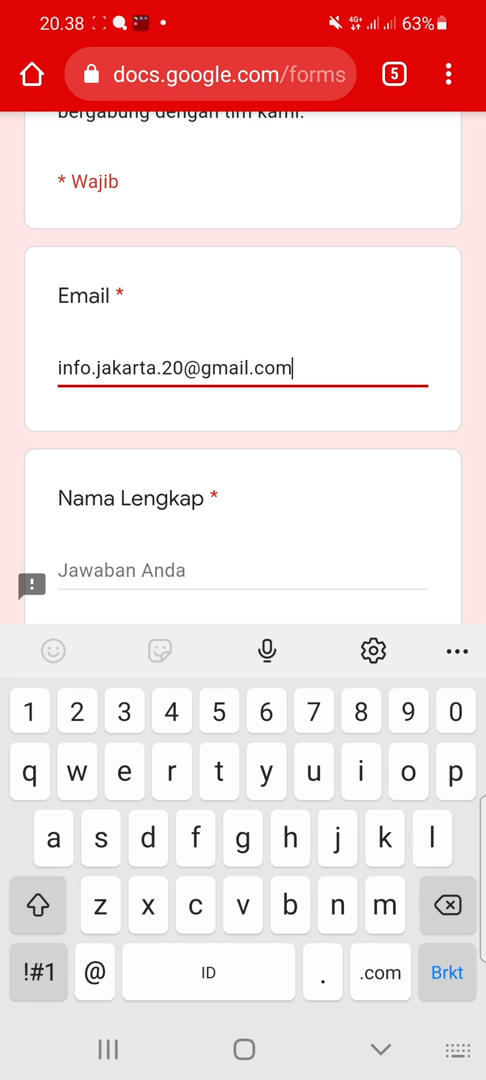 20.38 4G+ 63%
docs.google.com/forms 5
bergabung dengan tim kami.
* Wajib
Email *
info.jakarta.20@gmail.com
Nama Lengkap *
Jawaban Anda
1 2 3 4 5 6 7 8 9 0
q w e r t y u i o p
a s d f g h j k l
z x c v b n m
!#1 @ ID . .com Brkt